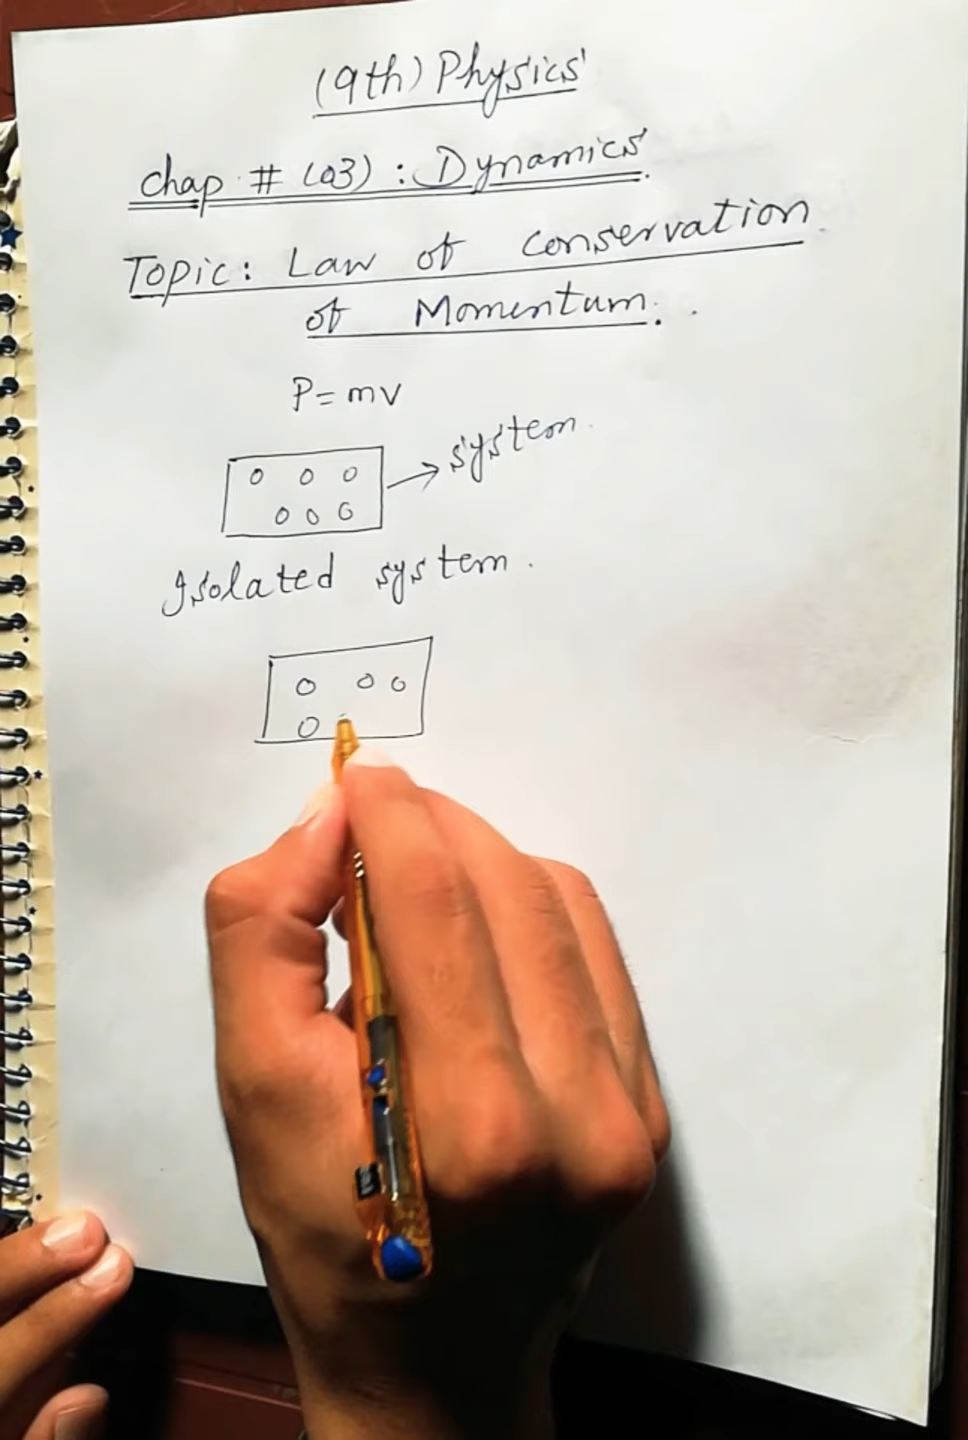 (9th) Physics
Chap # (03) : Dynamics.
Topic: Law of Conservation
of Momentum.
P = mv
system.
Isolated system.